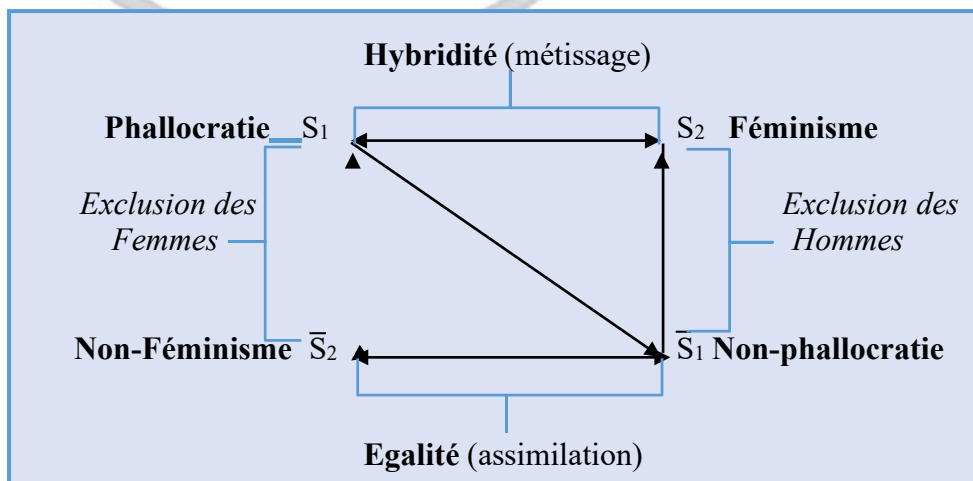 Hybridité (métissage)
Phallocratie S₁ S₂ Féminisme
Exclusion des Exclusion des
Femmes Hommes
Non-Féminisme S̅₂ S̅₁ Non-phallocratie
Egalité (assimilation)